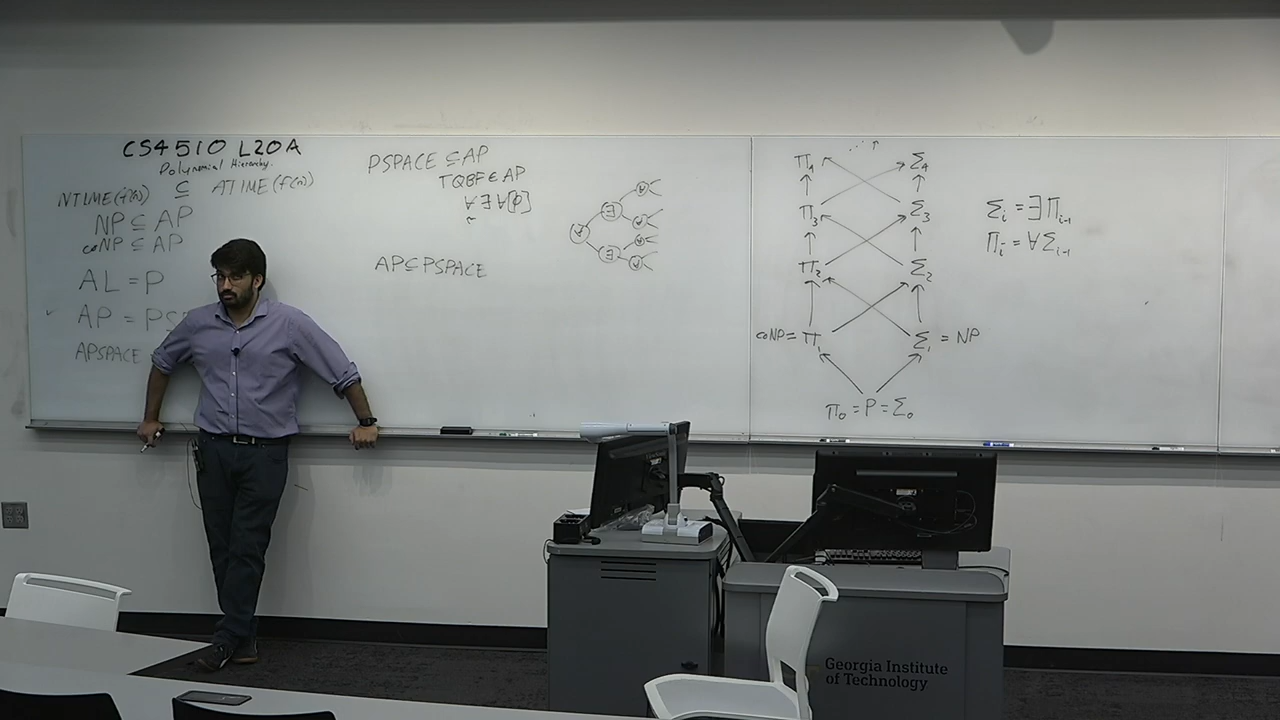 CS4510 L20A
Polynomial Hierarchy.
NTIME(f(n)) ⊆ ATIME(f(n))
NP ⊆ AP
coNP ⊆ AP
AL = P
AP = PS
APSPACE
PSPACE ⊆ AP
TQBF ∈ AP
∀∃∀[φ]
AP ⊆ PSPACE
∀ ∃ ∃ ∀ ∀ ∀ ∀
Π₄ Σ₄
Π₃ Σ₃
Π₂ Σ₂
coNP = Π₁ Σ₁ = NP
Π₀ = P = Σ₀
Σᵢ = ∃Πᵢ₋₁
Πᵢ = ∀Σᵢ₋₁
Georgia Institute
of Technology